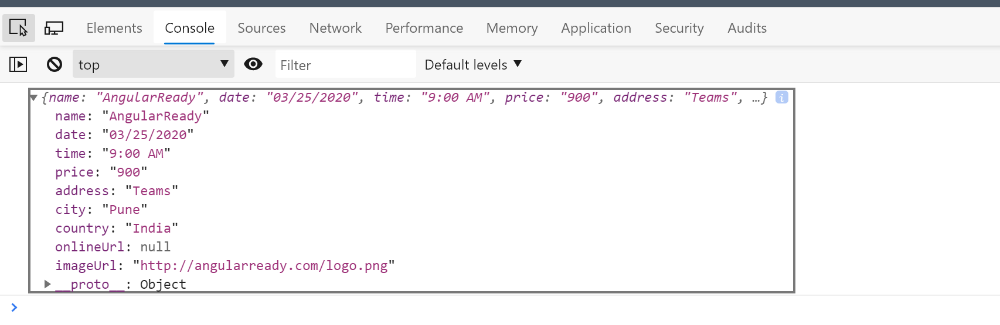 Elements Console Sources Network Performance Memory Application Security Audits
top Filter Default levels
{name: "AngularReady", date: "03/25/2020", time: "9:00 AM", price: "900", address: "Teams", …} i
name: "AngularReady"
date: "03/25/2020"
time: "9:00 AM"
price: "900"
address: "Teams"
city: "Pune"
country: "India"
onlineUrl: null
imageUrl: "http://angularready.com/logo.png"
__proto__: Object